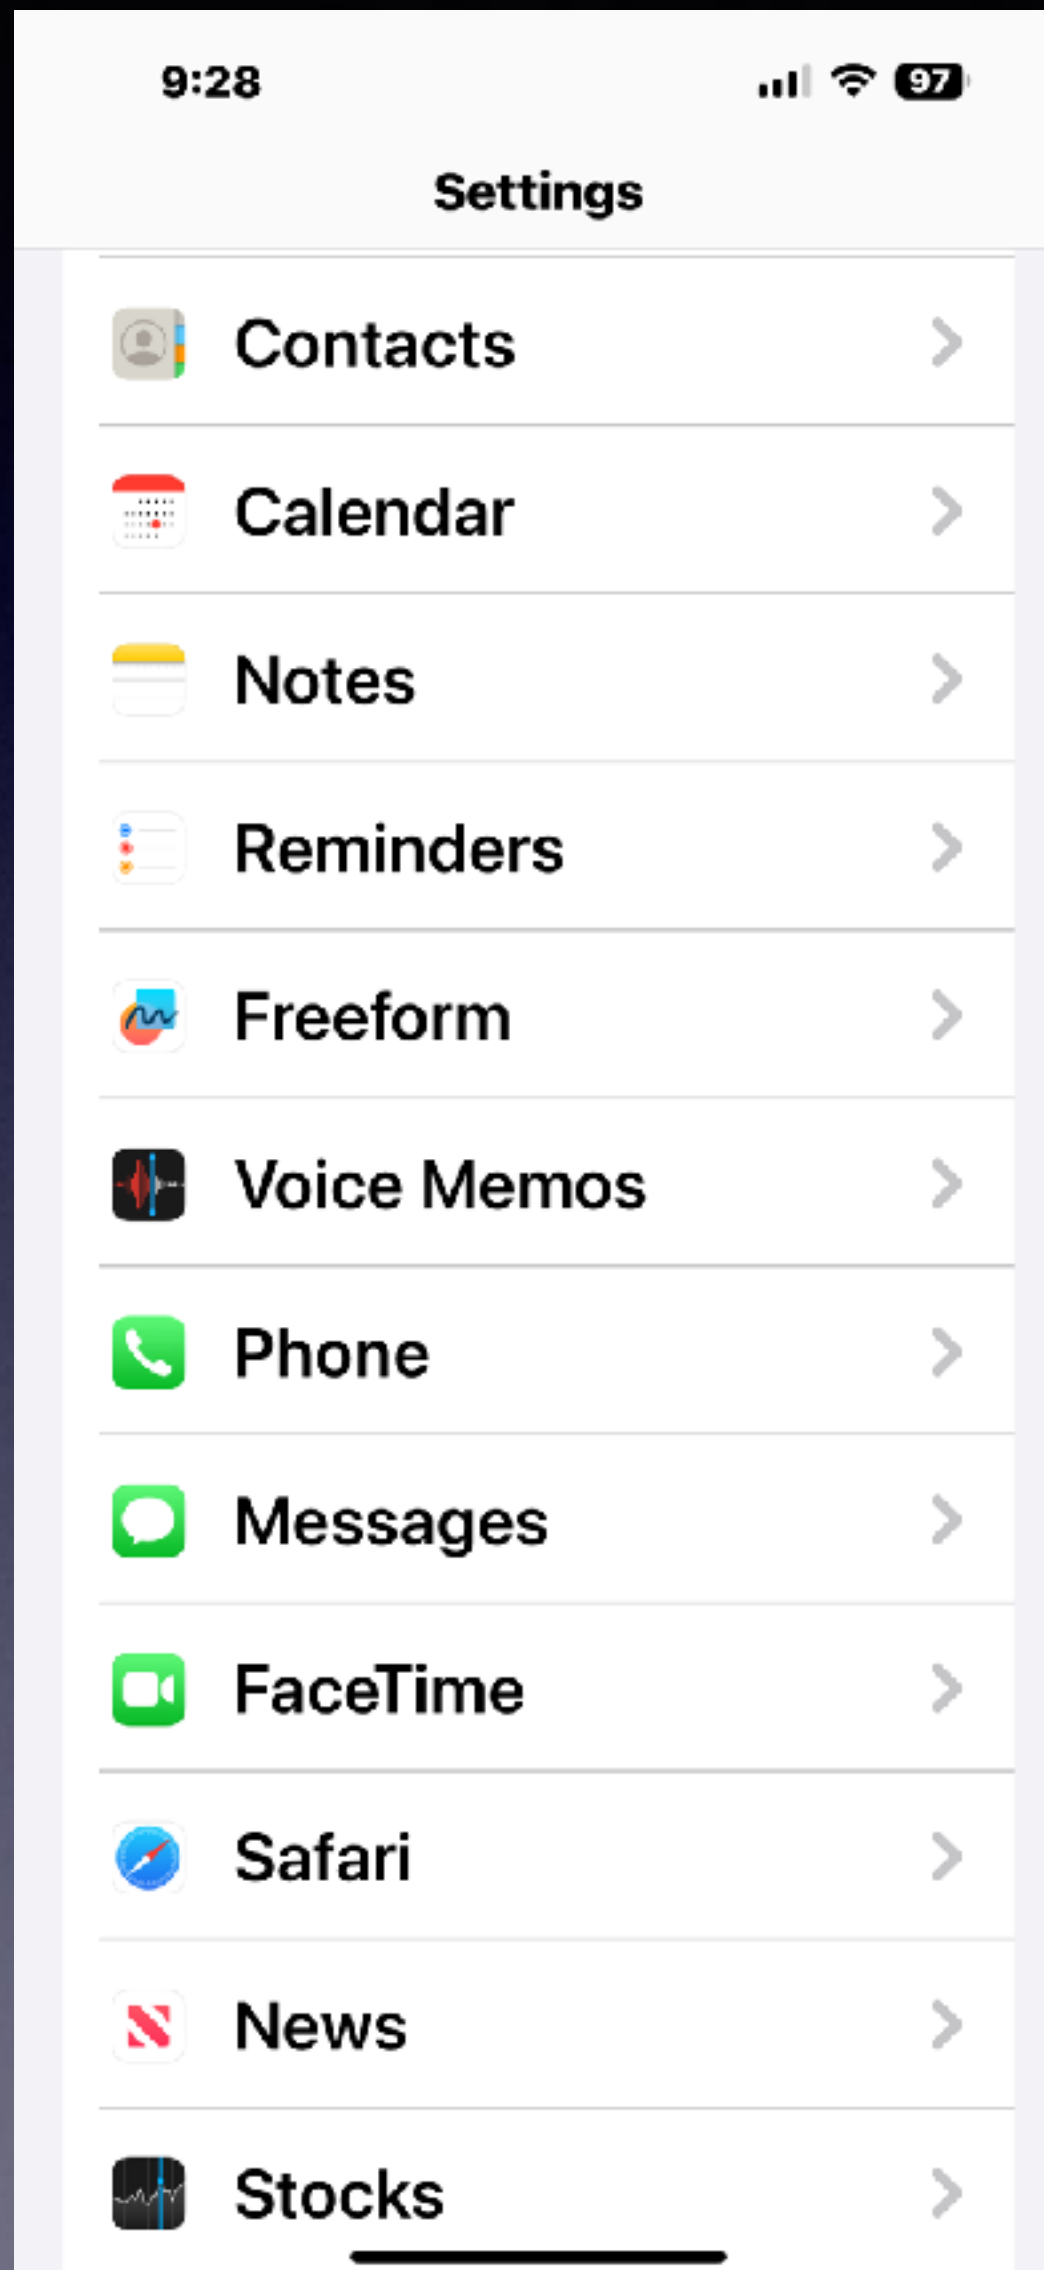 9:28 97
Settings
Contacts
Calendar
Notes
Reminders
Freeform
Voice Memos
Phone
Messages
FaceTime
Safari
News
Stocks